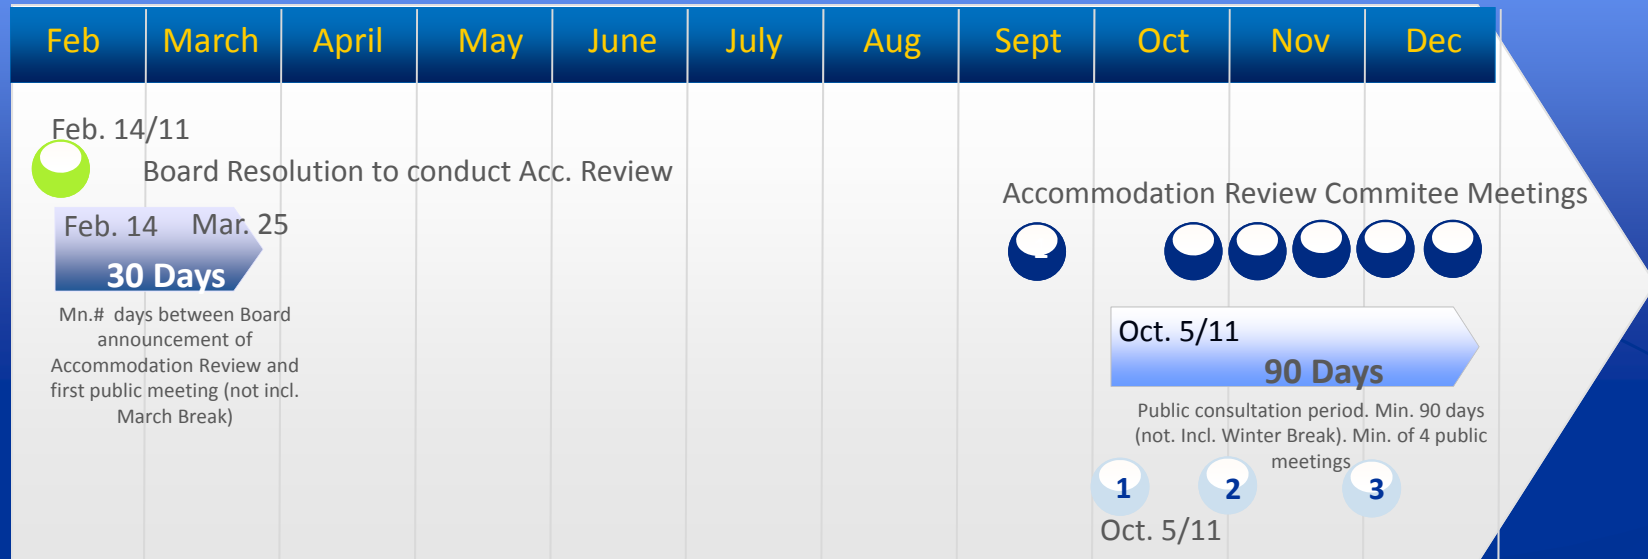 Feb March April May June July Aug Sept Oct Nov Dec
Feb. 14/11
Board Resolution to conduct Acc. Review
Feb. 14 Mar. 25
30 Days
Mn.# days between Board
announcement of
Accommodation Review and
first public meeting (not incl.
March Break)
Accommodation Review Commitee Meetings
Oct. 5/11
90 Days
Public consultation period. Min. 90 days
(not. Incl. Winter Break). Min. of 4 public
meetings
1 2 3
Oct. 5/11